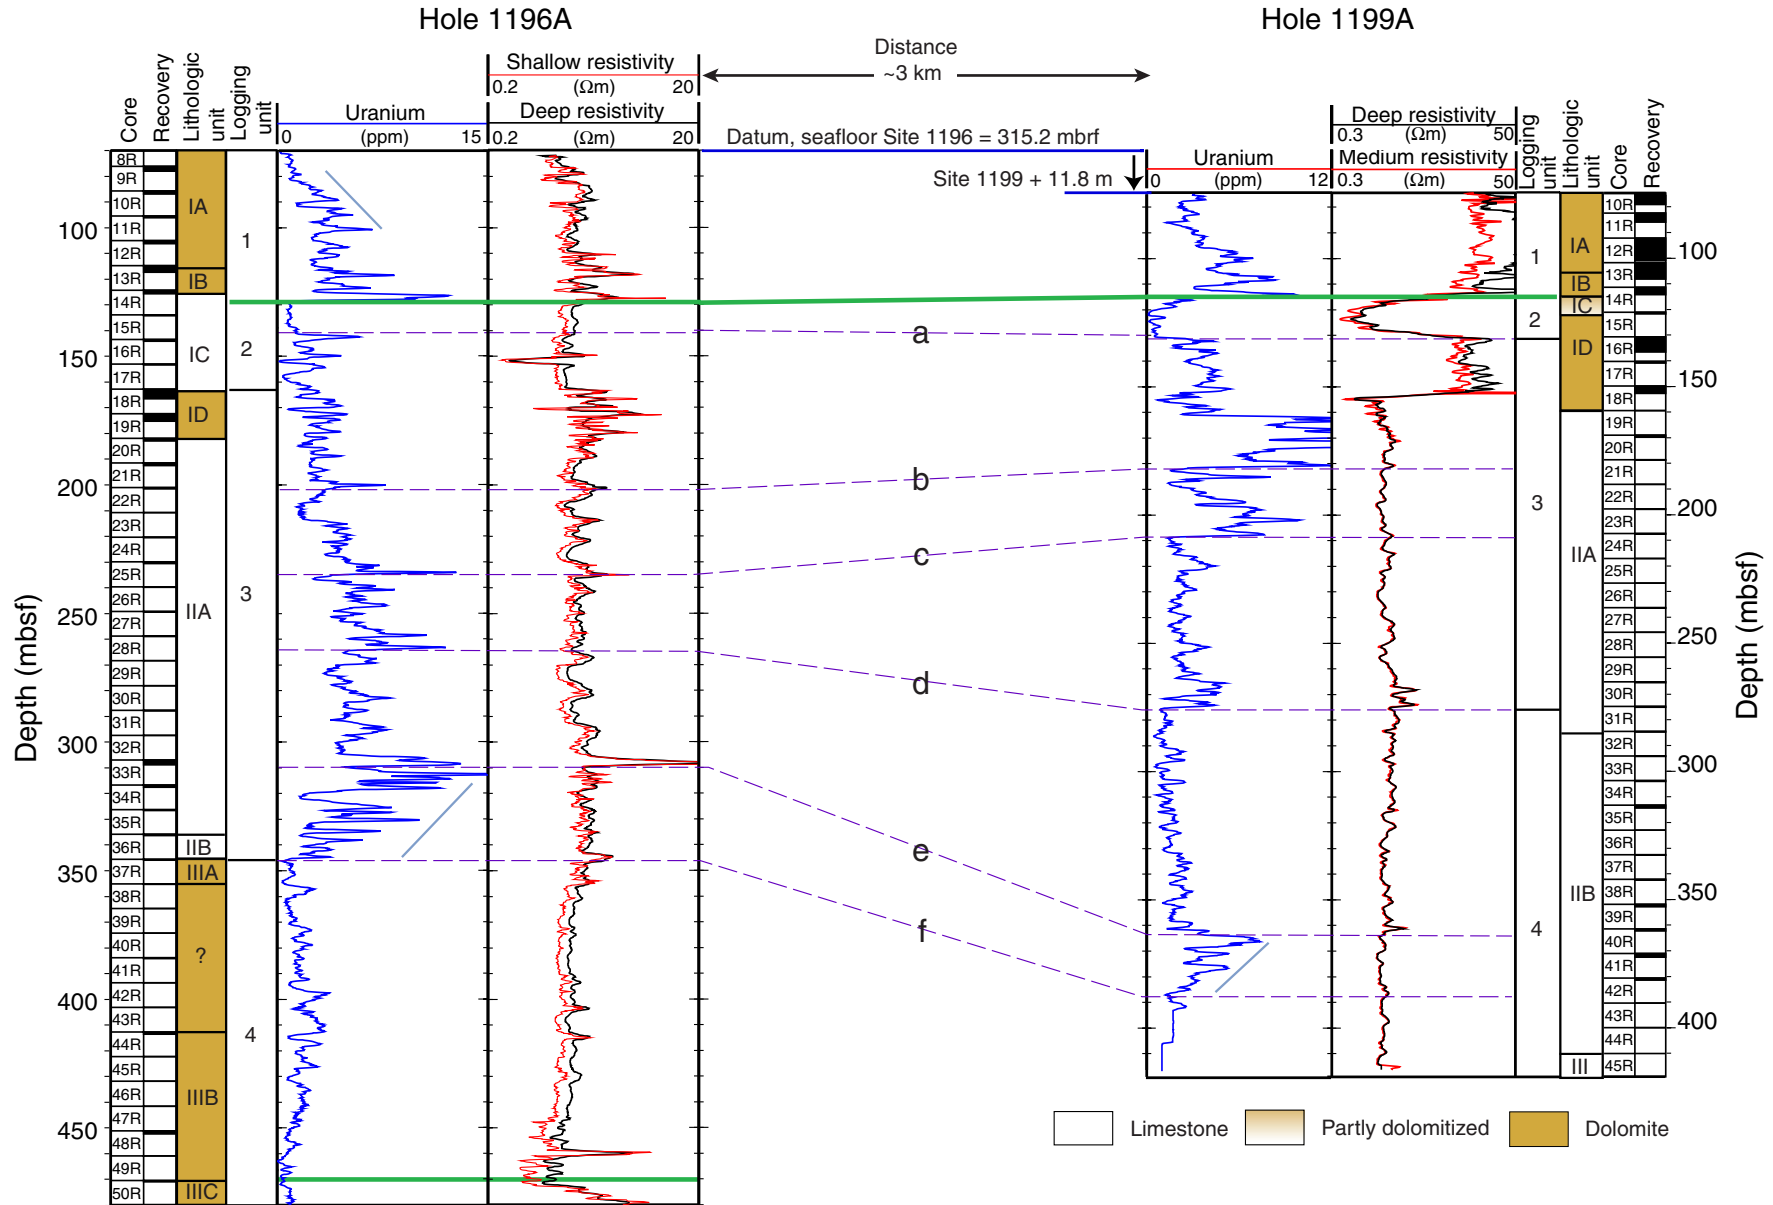 Hole 1196A
Hole 1199A
Distance
~3 km
Shallow resistivity
0.2 (Ωm) 20
Core
Recovery
Lithologic unit
Logging unit
Uranium
0 (ppm) 15
Deep resistivity
0.2 (Ωm) 20
Datum, seafloor Site 1196 = 315.2 mbrf
Site 1199 + 11.8 m
Uranium
0 (ppm) 12
Deep resistivity
0.3 (Ωm) 50
Medium resistivity
0.3 (Ωm) 50
Logging unit
Lithologic unit
Core
Recovery
Depth (mbsf)
100
150
200
250
300
350
400
450
8R
9R
10R
11R
12R
13R
14R
15R
16R
17R
18R
19R
20R
21R
22R
23R
24R
25R
26R
27R
28R
29R
30R
31R
32R
33R
34R
35R
36R
37R
38R
39R
40R
41R
42R
43R
44R
45R
46R
47R
48R
49R
50R
IA
IB
IC
ID
IIA
IIB
IIIA
?
IIIB
IIIC
1
2
3
4
a
b
c
d
e
f
1
2
3
4
IA
IB
IC
ID
IIA
IIB
III
10R
11R
12R
13R
14R
15R
16R
17R
18R
19R
20R
21R
22R
23R
24R
25R
26R
27R
28R
29R
30R
31R
32R
33R
34R
35R
36R
37R
38R
39R
40R
41R
42R
43R
44R
45R
100
150
200
250
300
350
400
Depth (mbsf)
Limestone
Partly dolomitized
Dolomite